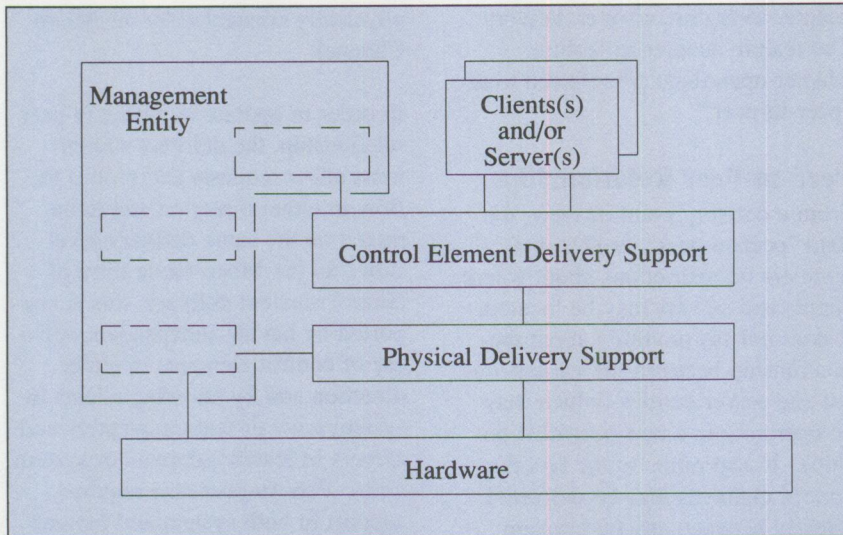 Management
Entity
Clients(s)
and/or
Server(s)
Control Element Delivery Support
Physical Delivery Support
Hardware